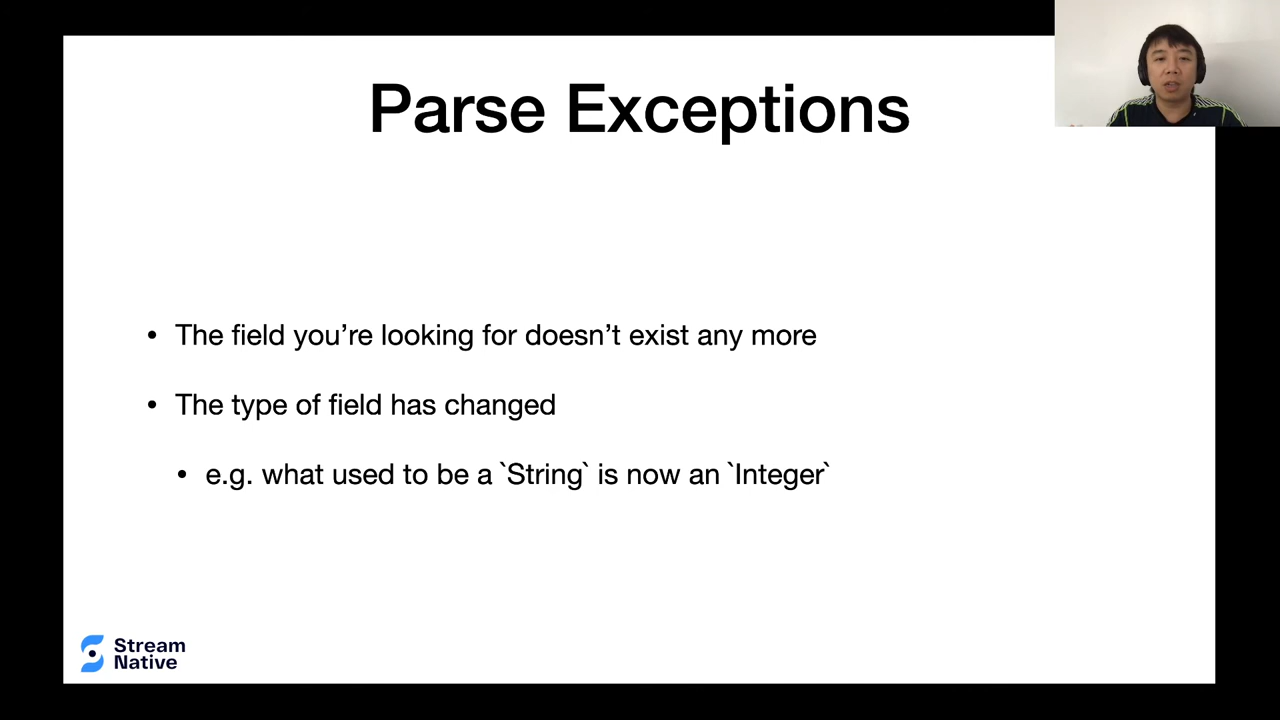 Parse Exceptions
• The field you’re looking for doesn’t exist any more
• The type of field has changed
• e.g. what used to be a `String` is now an `Integer`
Stream
Native